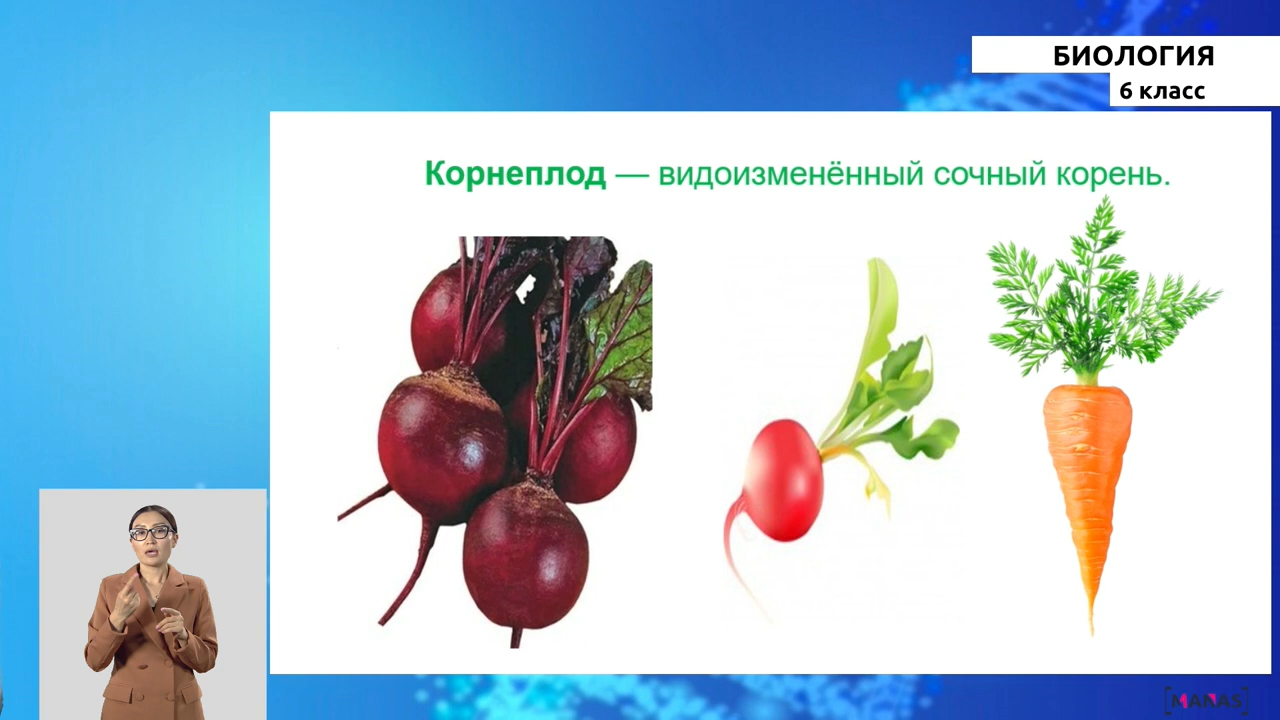 БИОЛОГИЯ
6 класс
Корнеплод — видоизменённый сочный корень.
MANAS